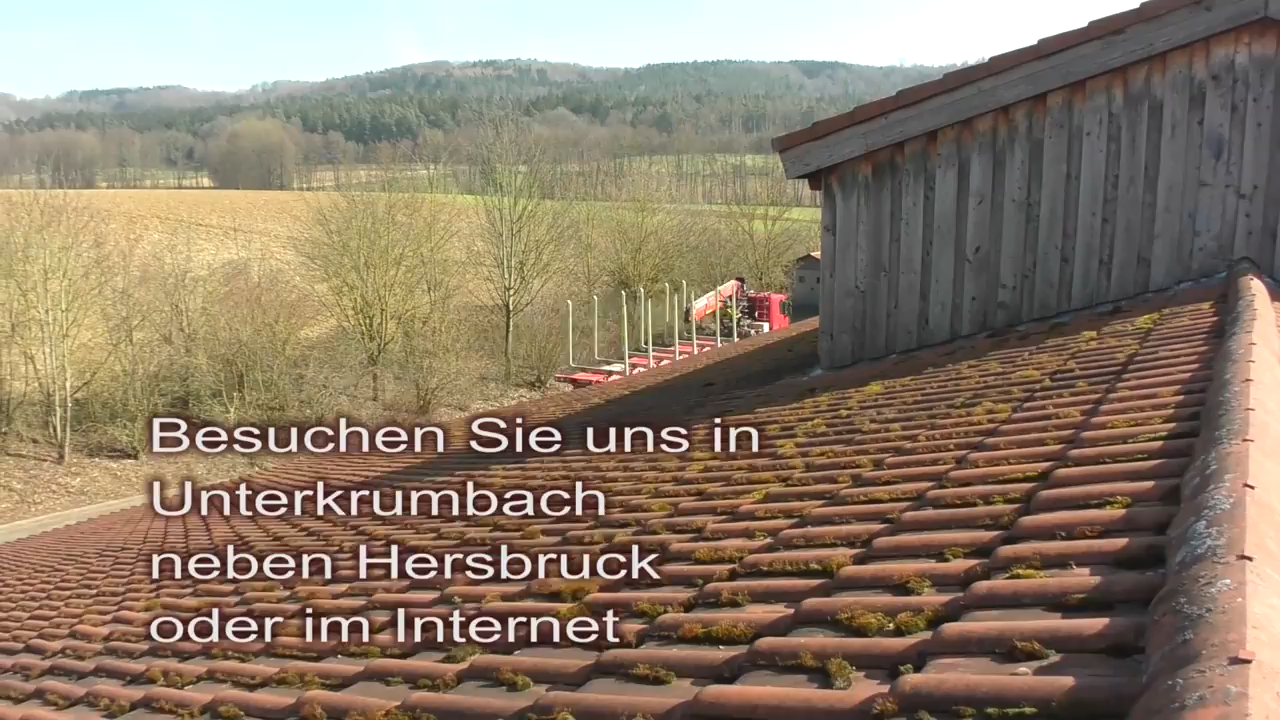 Besuchen Sie uns in
Unterkrumbach
neben Hersbruck
oder im Internet